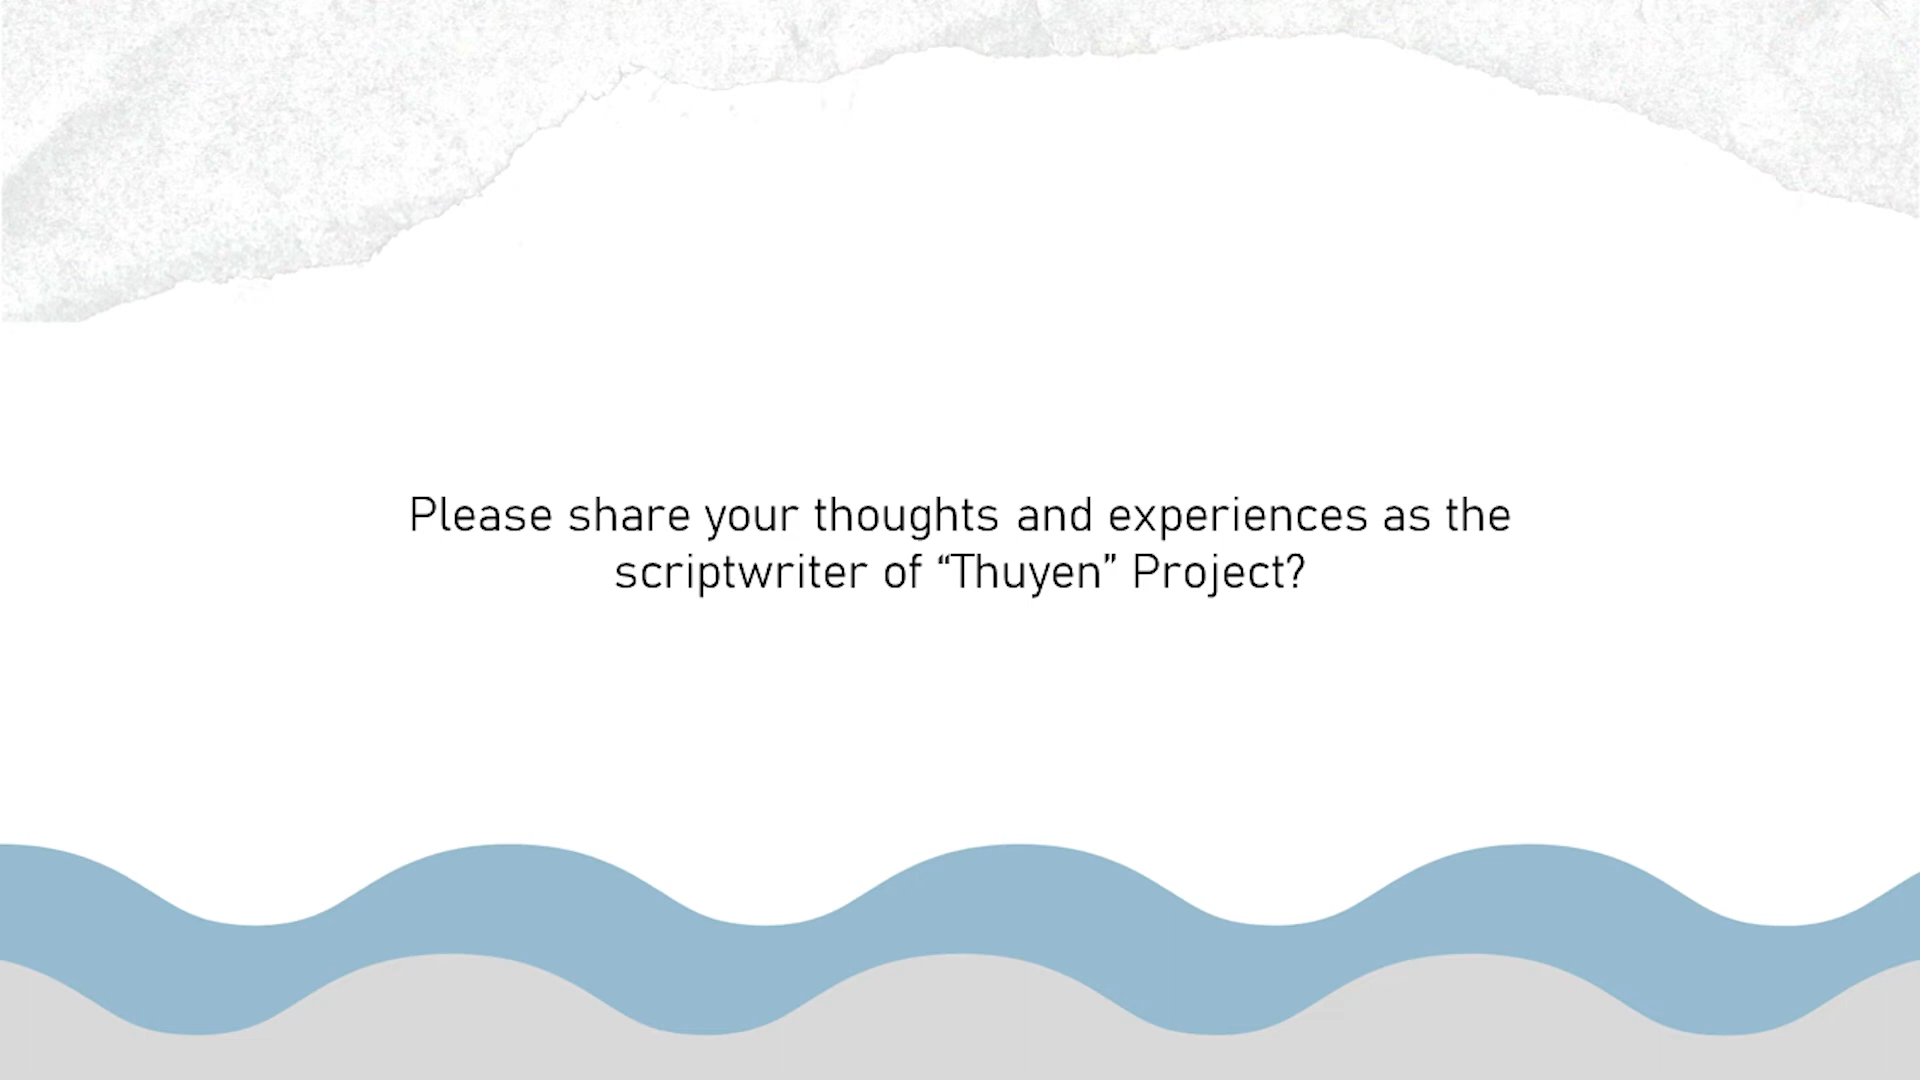 Please share your thoughts and experiences as the
scriptwriter of “Thuyen” Project?